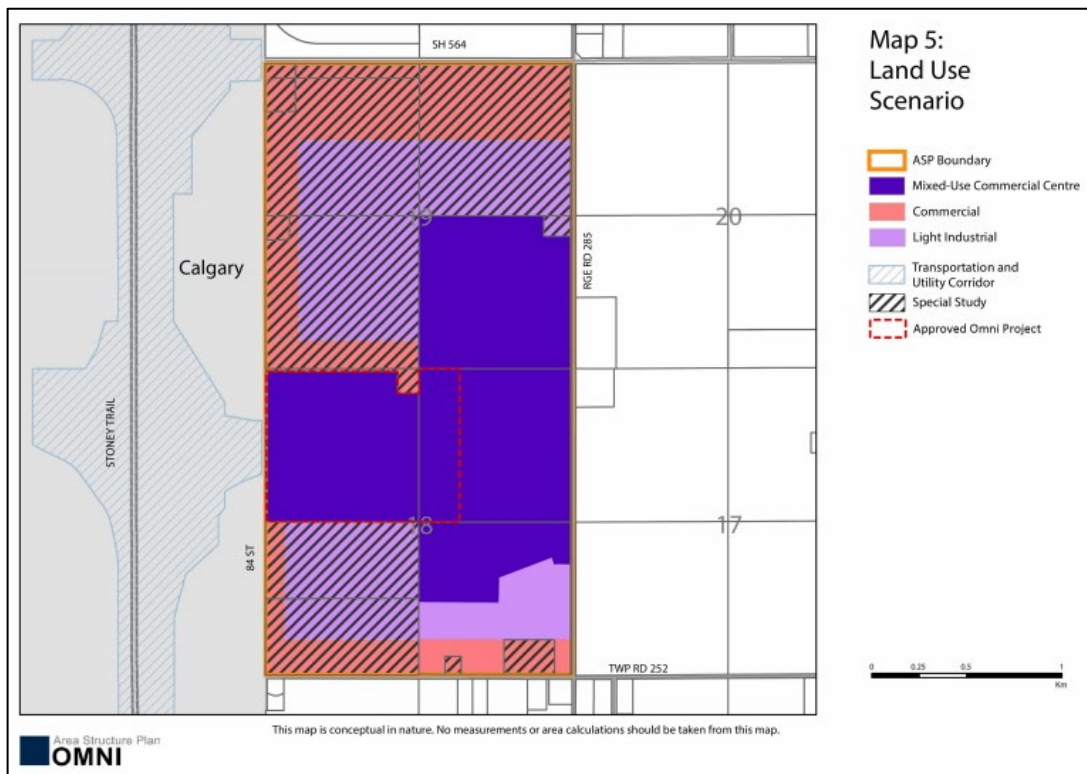 Map 5:
Land Use
Scenario
ASP Boundary
Mixed-Use Commercial Centre
Commercial
Light Industrial
Transportation and
Utility Corridor
Special Study
Approved Omni Project
SH 564
19
20
RGE RD 285
Calgary
STONEY TRAIL
84 ST
18
17
TWP RD 252
0 0.25 0.5 1
Km
This map is conceptual in nature. No measurements or area calculations should be taken from this map.
Area Structure Plan
OMNI